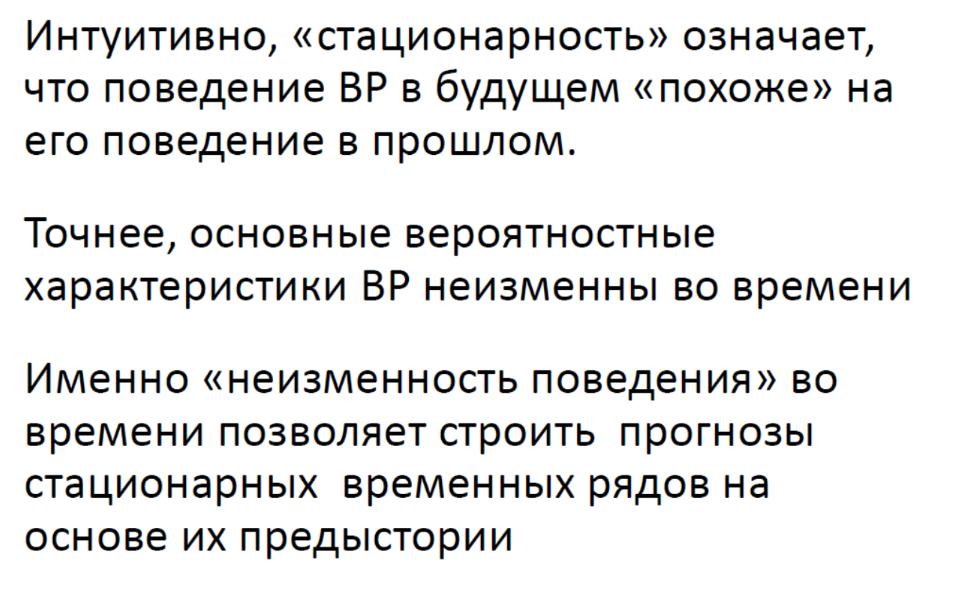 Интуитивно, «стационарность» означает,
что поведение ВР в будущем «похоже» на
его поведение в прошлом.
Точнее, основные вероятностные
характеристики ВР неизменны во времени
Именно «неизменность поведения» во
времени позволяет строить  прогнозы
стационарных  временных рядов на
основе их предыстории